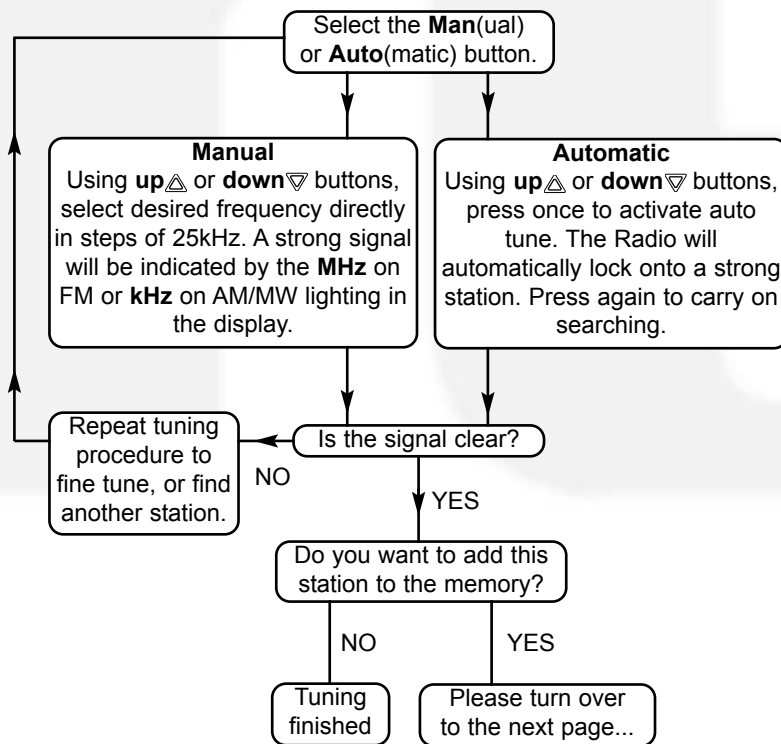 Select the Man(ual)
or Auto(matic) button.
Manual
Using up△ or down▽ buttons,
select desired frequency directly
in steps of 25kHz. A strong signal
will be indicated by the MHz on
FM or kHz on AM/MW lighting in
the display.
Automatic
Using up△ or down▽ buttons,
press once to activate auto
tune. The Radio will
automatically lock onto a strong
station. Press again to carry on
searching.
Is the signal clear?
NO
Repeat tuning
procedure to
fine tune, or find
another station.
YES
Do you want to add this
station to the memory?
NO
YES
Tuning
finished
Please turn over
to the next page...